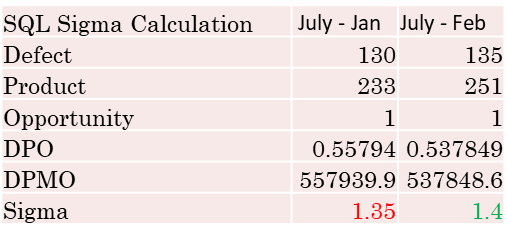 SQL Sigma Calculation July - Jan July - Feb
Defect 130 135
Product 233 251
Opportunity 1 1
DPO 0.55794 0.537849
DPMO 557939.9 537848.6
Sigma 1.35 1.4